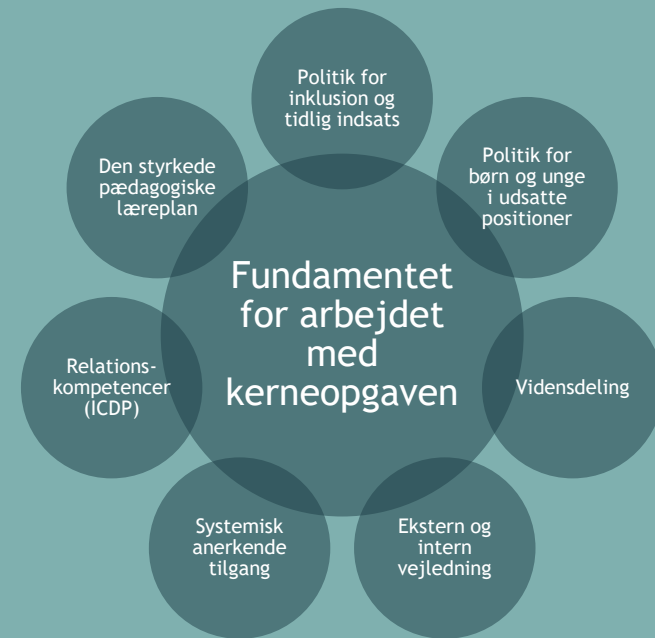 Politik for
inklusion og
tidlig indsats
Politik for
børn og unge
i udsatte
positioner
Vidensdeling
Ekstern og
intern
vejledning
Systemisk
anerkende
tilgang
Relations-
kompetencer
(ICDP)
Den styrkede
pædagogiske
læreplan
Fundamentet
for arbejdet
med
kerneopgaven